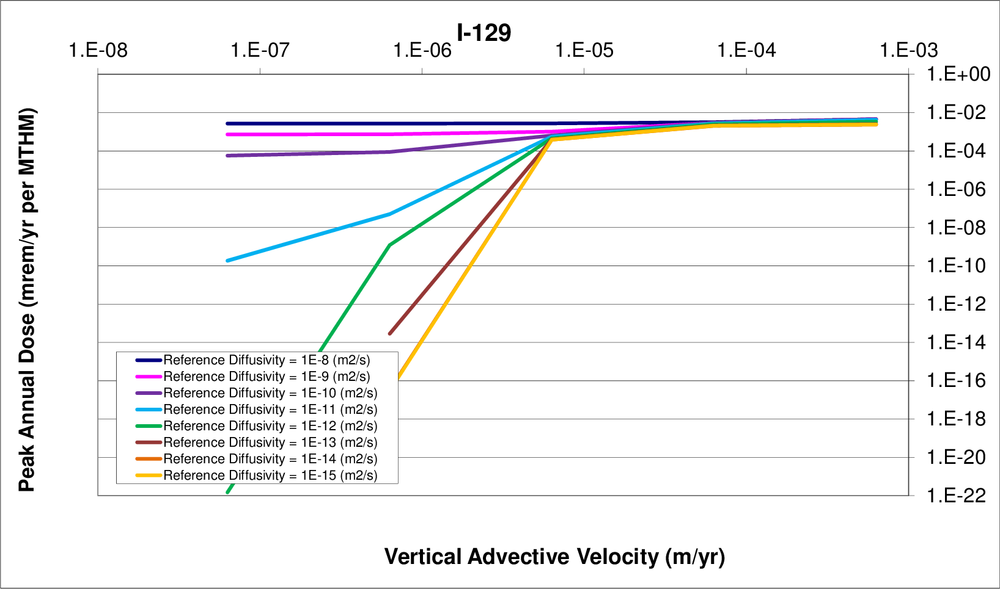 I-129
1.E-08 1.E-07 1.E-06 1.E-05 1.E-04 1.E-03
1.E+00
1.E-02
1.E-04
1.E-06
1.E-08
1.E-10
1.E-12
1.E-14
1.E-16
1.E-18
1.E-20
1.E-22
Peak Annual Dose (mrem/yr per MTHM)
Reference Diffusivity = 1E-8 (m2/s)
Reference Diffusivity = 1E-9 (m2/s)
Reference Diffusivity = 1E-10 (m2/s)
Reference Diffusivity = 1E-11 (m2/s)
Reference Diffusivity = 1E-12 (m2/s)
Reference Diffusivity = 1E-13 (m2/s)
Reference Diffusivity = 1E-14 (m2/s)
Reference Diffusivity = 1E-15 (m2/s)
Vertical Advective Velocity (m/yr)